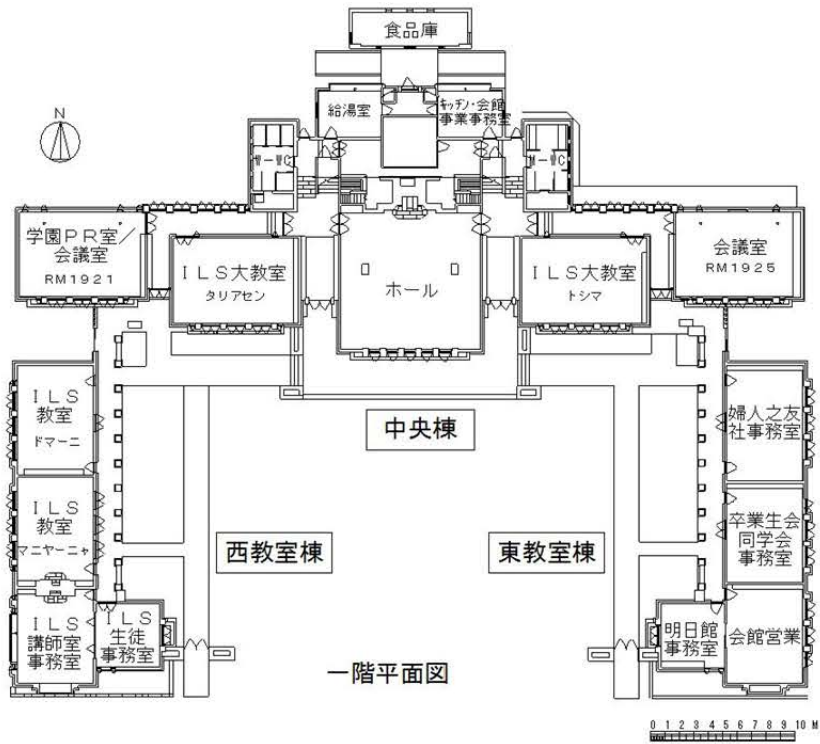 食品庫
給湯室
キッチン・会館
事業事務室
N
W-WC
M-WC
学園PR室/
会議室
RM1921
ILS大教室
タリアセン
ホール
ILS大教室
トシマ
会議室
RM1925
ILS
教室
ドマーニ
中央棟
婦人之友
社事務室
ILS
教室
マニャーニャ
西教室棟
東教室棟
卒業生会
同学会
事務室
ILS
講師室
事務室
ILS
生徒
事務室
明日館
事務室
会館営業
一階平面図
0 1 2 3 4 5 6 7 8 9 10 M